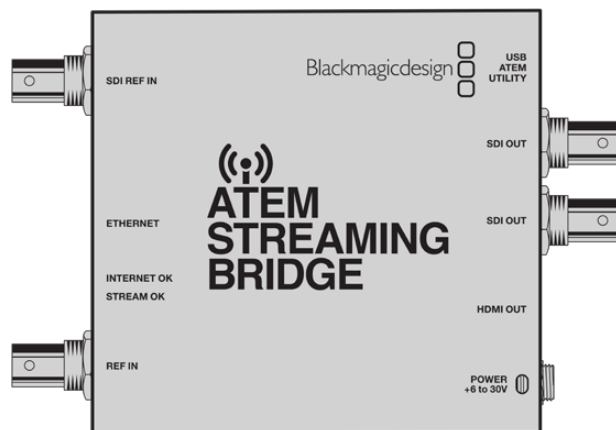 SDI REF IN
Blackmagicdesign
USB
ATEM
UTILITY
SDI OUT
ATEM
STREAMING
BRIDGE
ETHERNET
SDI OUT
INTERNET OK
STREAM OK
HDMI OUT
REF IN
POWER
+6 to 30V